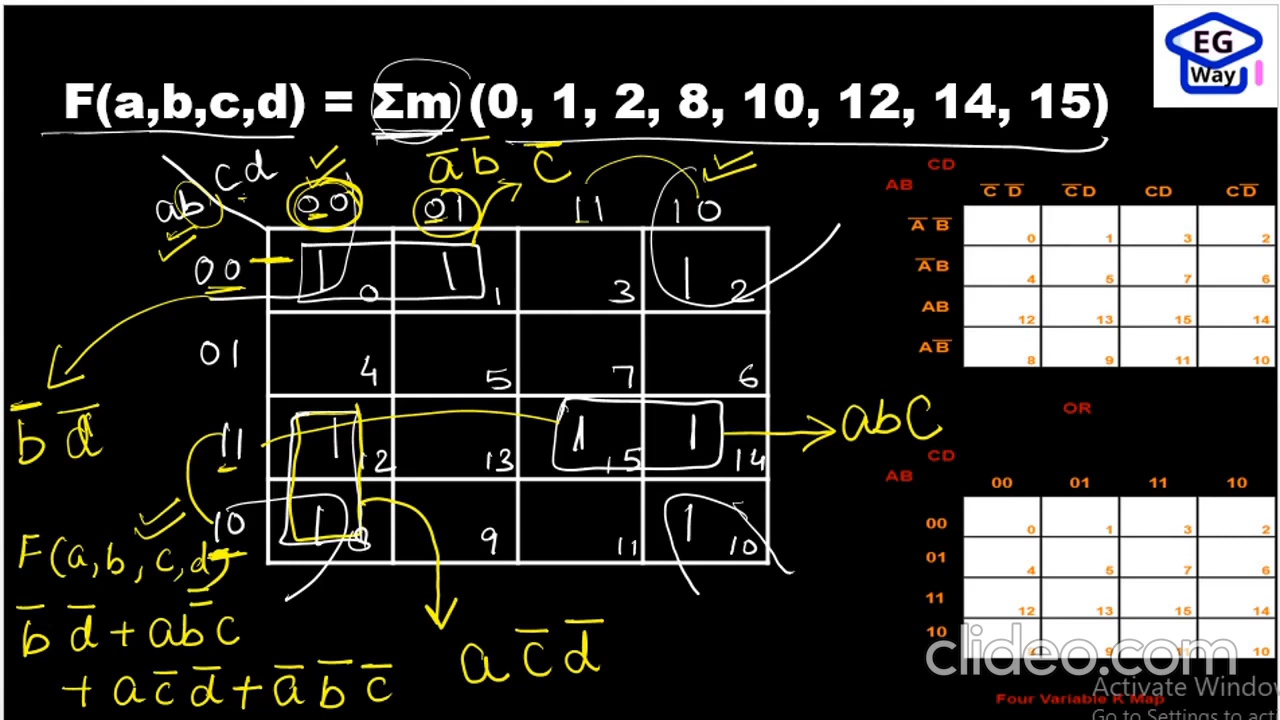 EG
Way
F(a,b,c,d) = Σm (0, 1, 2, 8, 10, 12, 14, 15)
a̅ b̅ c̅
cd
ab
00 01 11 10
00 1 0 1 1 3 1 2
01 4 5 7 6
11 1 12 13 1 15 1 14
10 1 8 9 11 1 10
b̅ d̅
abc
a c̅ d̅
F(a,b,c,d) =
b̅ d̅ + abc
+ a c̅ d̅ + a̅ b̅ c̅
CD
AB
C̅ D̅ C̅ D CD CD̅
A̅ B̅ 0 1 3 2
A̅B 4 5 7 6
AB 12 13 15 14
AB̅ 8 9 11 10
OR
CD
AB
00 01 11 10
00 0 1 3 2
01 4 5 7 6
11 12 13 15 14
10 11 10
clideo.com
Activate Windows
Four Variable K Map
Go to Settings to act